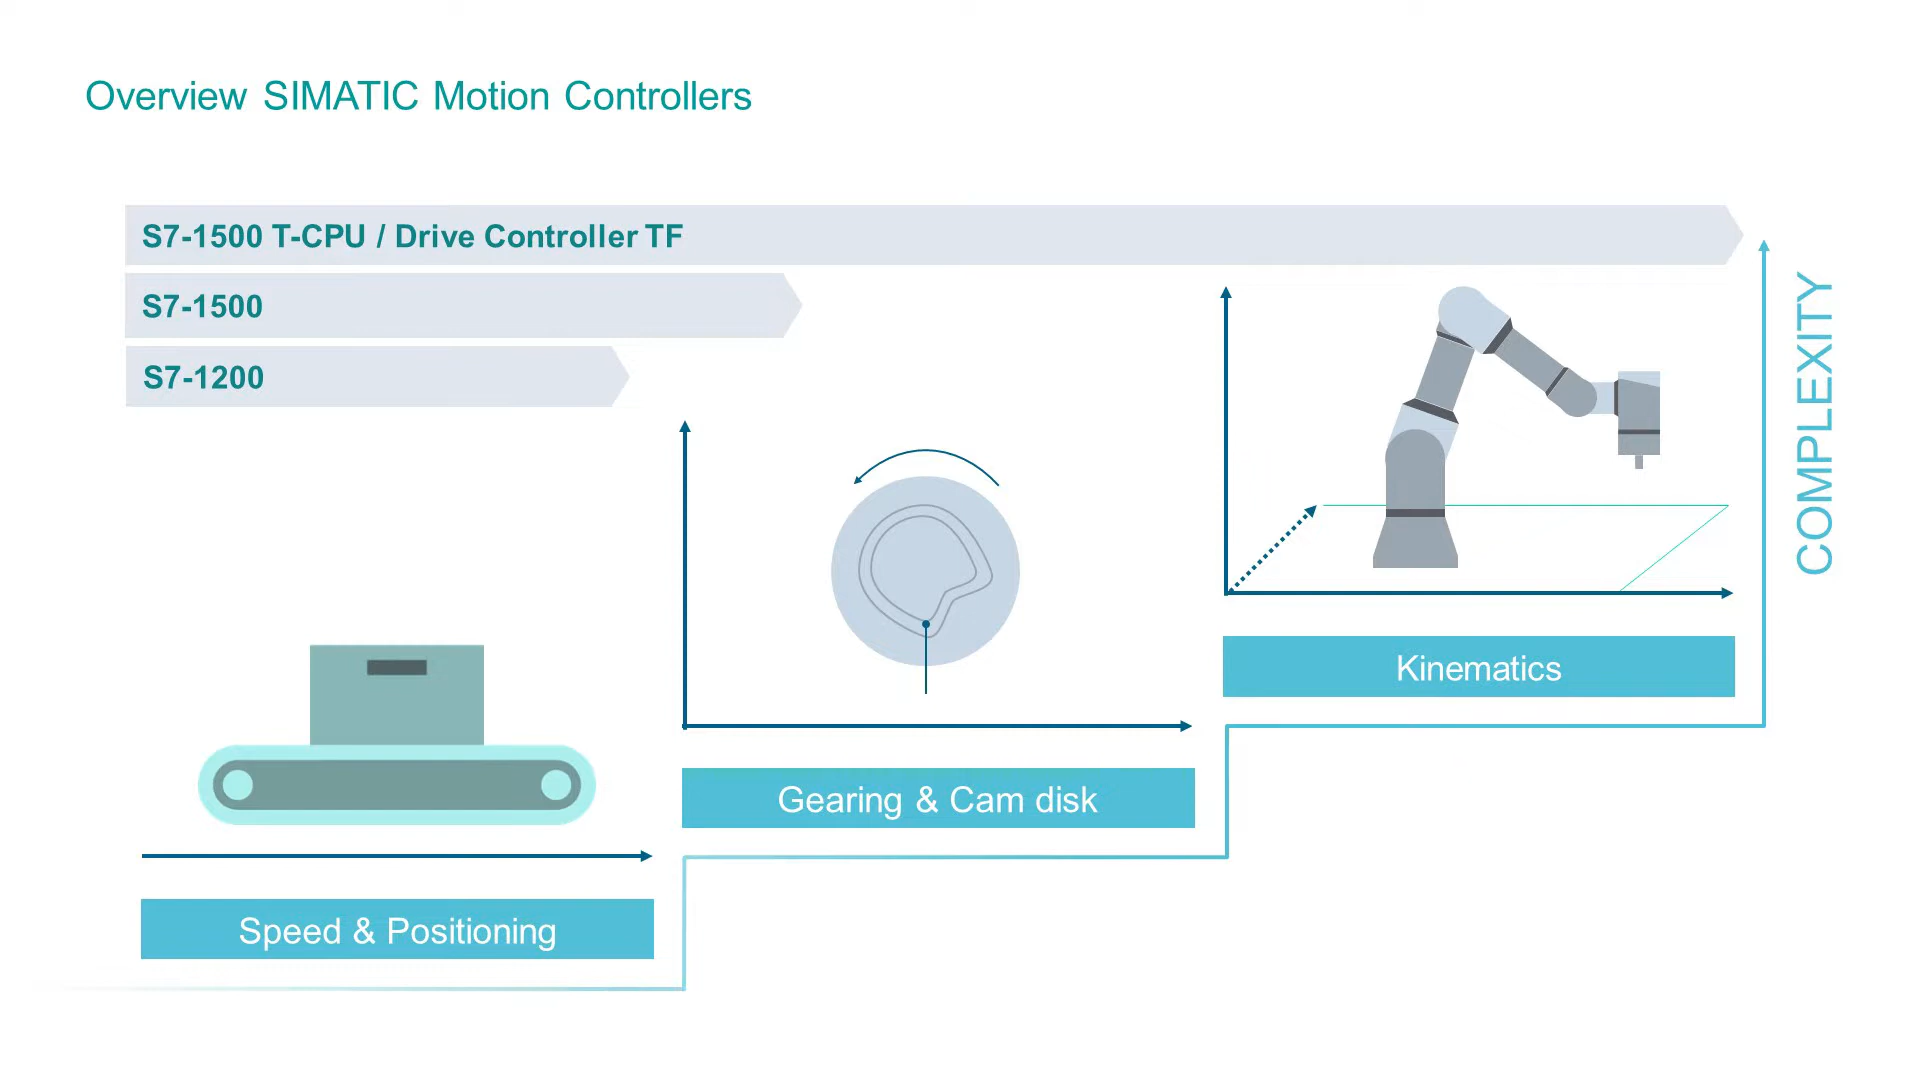 Overview SIMATIC Motion Controllers
S7-1500 T-CPU / Drive Controller TF
S7-1500
S7-1200
COMPLEXITY
Kinematics
Gearing & Cam disk
Speed & Positioning